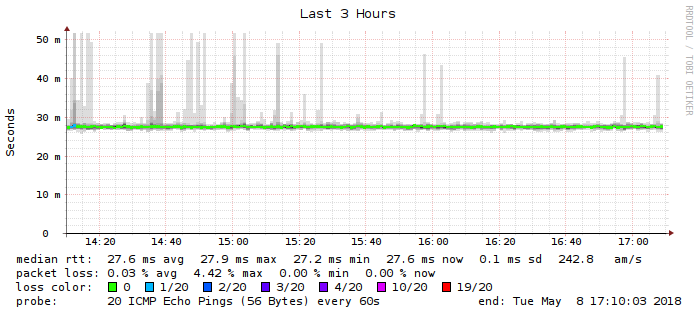 Last 3 Hours
RRDTOOL / TOBI OETIKER
Seconds
50 m
40 m
30 m
20 m
10 m
0
14:20 14:40 15:00 15:20 15:40 16:00 16:20 16:40 17:00
median rtt: 27.6 ms avg 27.9 ms max 27.2 ms min 27.6 ms now 0.1 ms sd 242.8 am/s
packet loss: 0.03 % avg 4.42 % max 0.00 % min 0.00 % now
loss color: 0 1/20 2/20 3/20 4/20 10/20 19/20
probe: 20 ICMP Echo Pings (56 Bytes) every 60s end: Tue May 8 17:10:03 2018